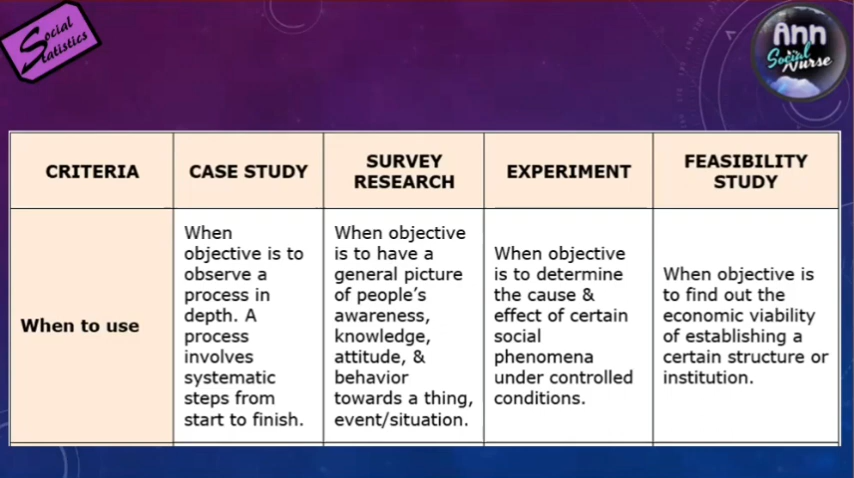 Social
Statistics
Ann
Social
Nurse
CRITERIA
CASE STUDY
SURVEY
RESEARCH
EXPERIMENT
FEASIBILITY
STUDY
When to use
When
objective is to
observe a
process in
depth. A
process
involves
systematic
steps from
start to finish.
When objective
is to have a
general picture
of people’s
awareness,
knowledge,
attitude, &
behavior
towards a thing,
event/situation.
When objective
is to determine
the cause &
effect of certain
social
phenomena
under controlled
conditions.
When objective is
to find out the
economic viability
of establishing a
certain structure or
institution.